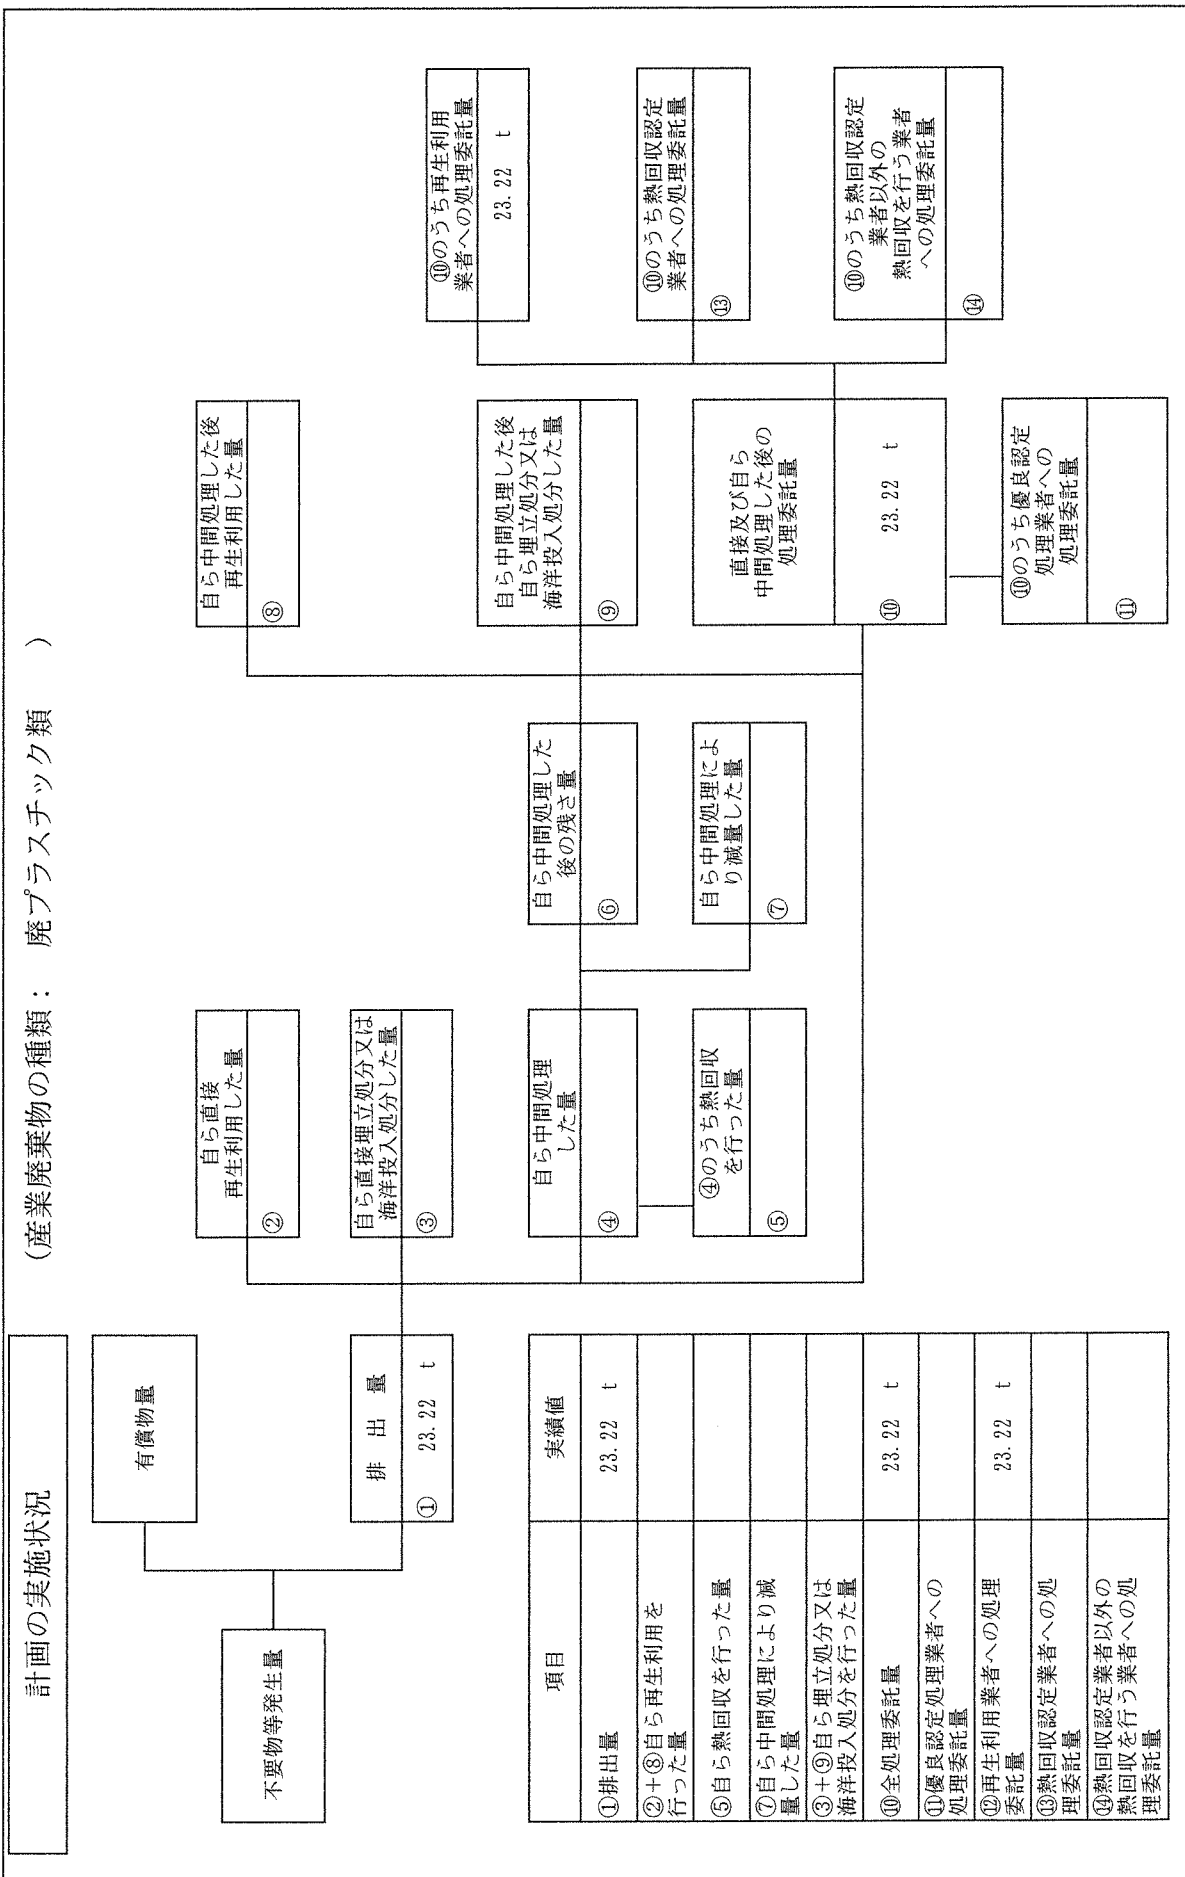 計画の実施状況
(産業廃棄物の種類： 廃プラスチック類 )
不要物等発生量
有償物量
排 出 量
① 23.22 t
自ら直接
再生利用した量
②
自ら直接埋立処分又は
海洋投入処分した量
③
自ら中間処理
した量
④
④のうち熱回収
を行った量
⑤
自ら中間処理した
後の残さ量
⑥
自ら中間処理によ
り減量した量
⑦
自ら中間処理した後
再生利用した量
⑧
自ら中間処理した後
自ら埋立処分又は
海洋投入処分した量
⑨
直接及び自ら
中間処理した後の
処理委託量
⑩ 23.22 t
⑩のうち優良認定
処理業者への
処理委託量
⑪
⑩のうち再生利用
業者への処理委託量
23.22 t
⑩のうち熱回収認定
業者への処理委託量
⑬
⑩のうち熱回収認定
業者以外の
熱回収を行う業者
への処理委託量
⑭
項目 実績値
①排出量 23.22 t
②＋⑧自ら再生利用を
行った量
⑤自ら熱回収を行った量
⑦自ら中間処理により減
量した量
③＋⑨自ら埋立処分又は
海洋投入処分を行った量
⑩全処理委託量 23.22 t
⑪優良認定処理業者への
処理委託量
⑫再生利用業者への処理
委託量 23.22 t
⑬熱回収認定業者への処
理委託量
⑭熱回収認定業者以外の
熱回収を行う業者への処
理委託量